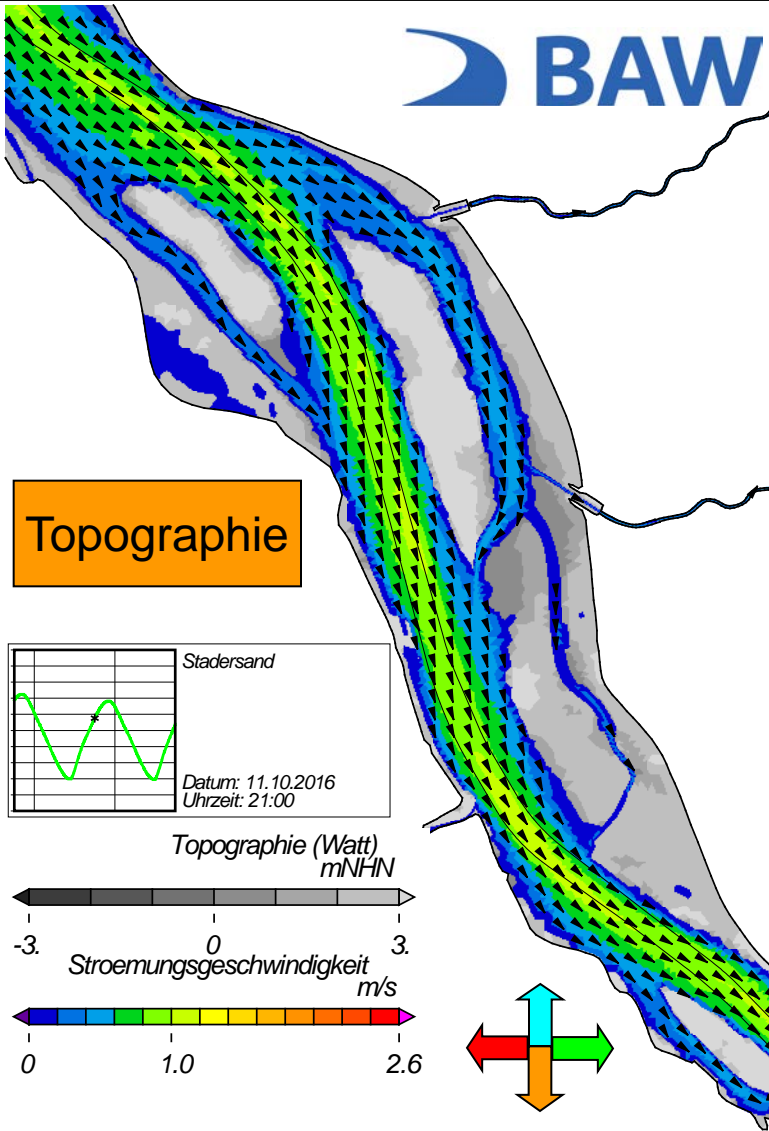 BAW
Topographie
Stadersand
Datum: 11.10.2016
Uhrzeit: 21:00
Topographie (Watt)
mNHN
-3. 0 3.
Stroemungsgeschwindigkeit
m/s
0 1.0 2.6